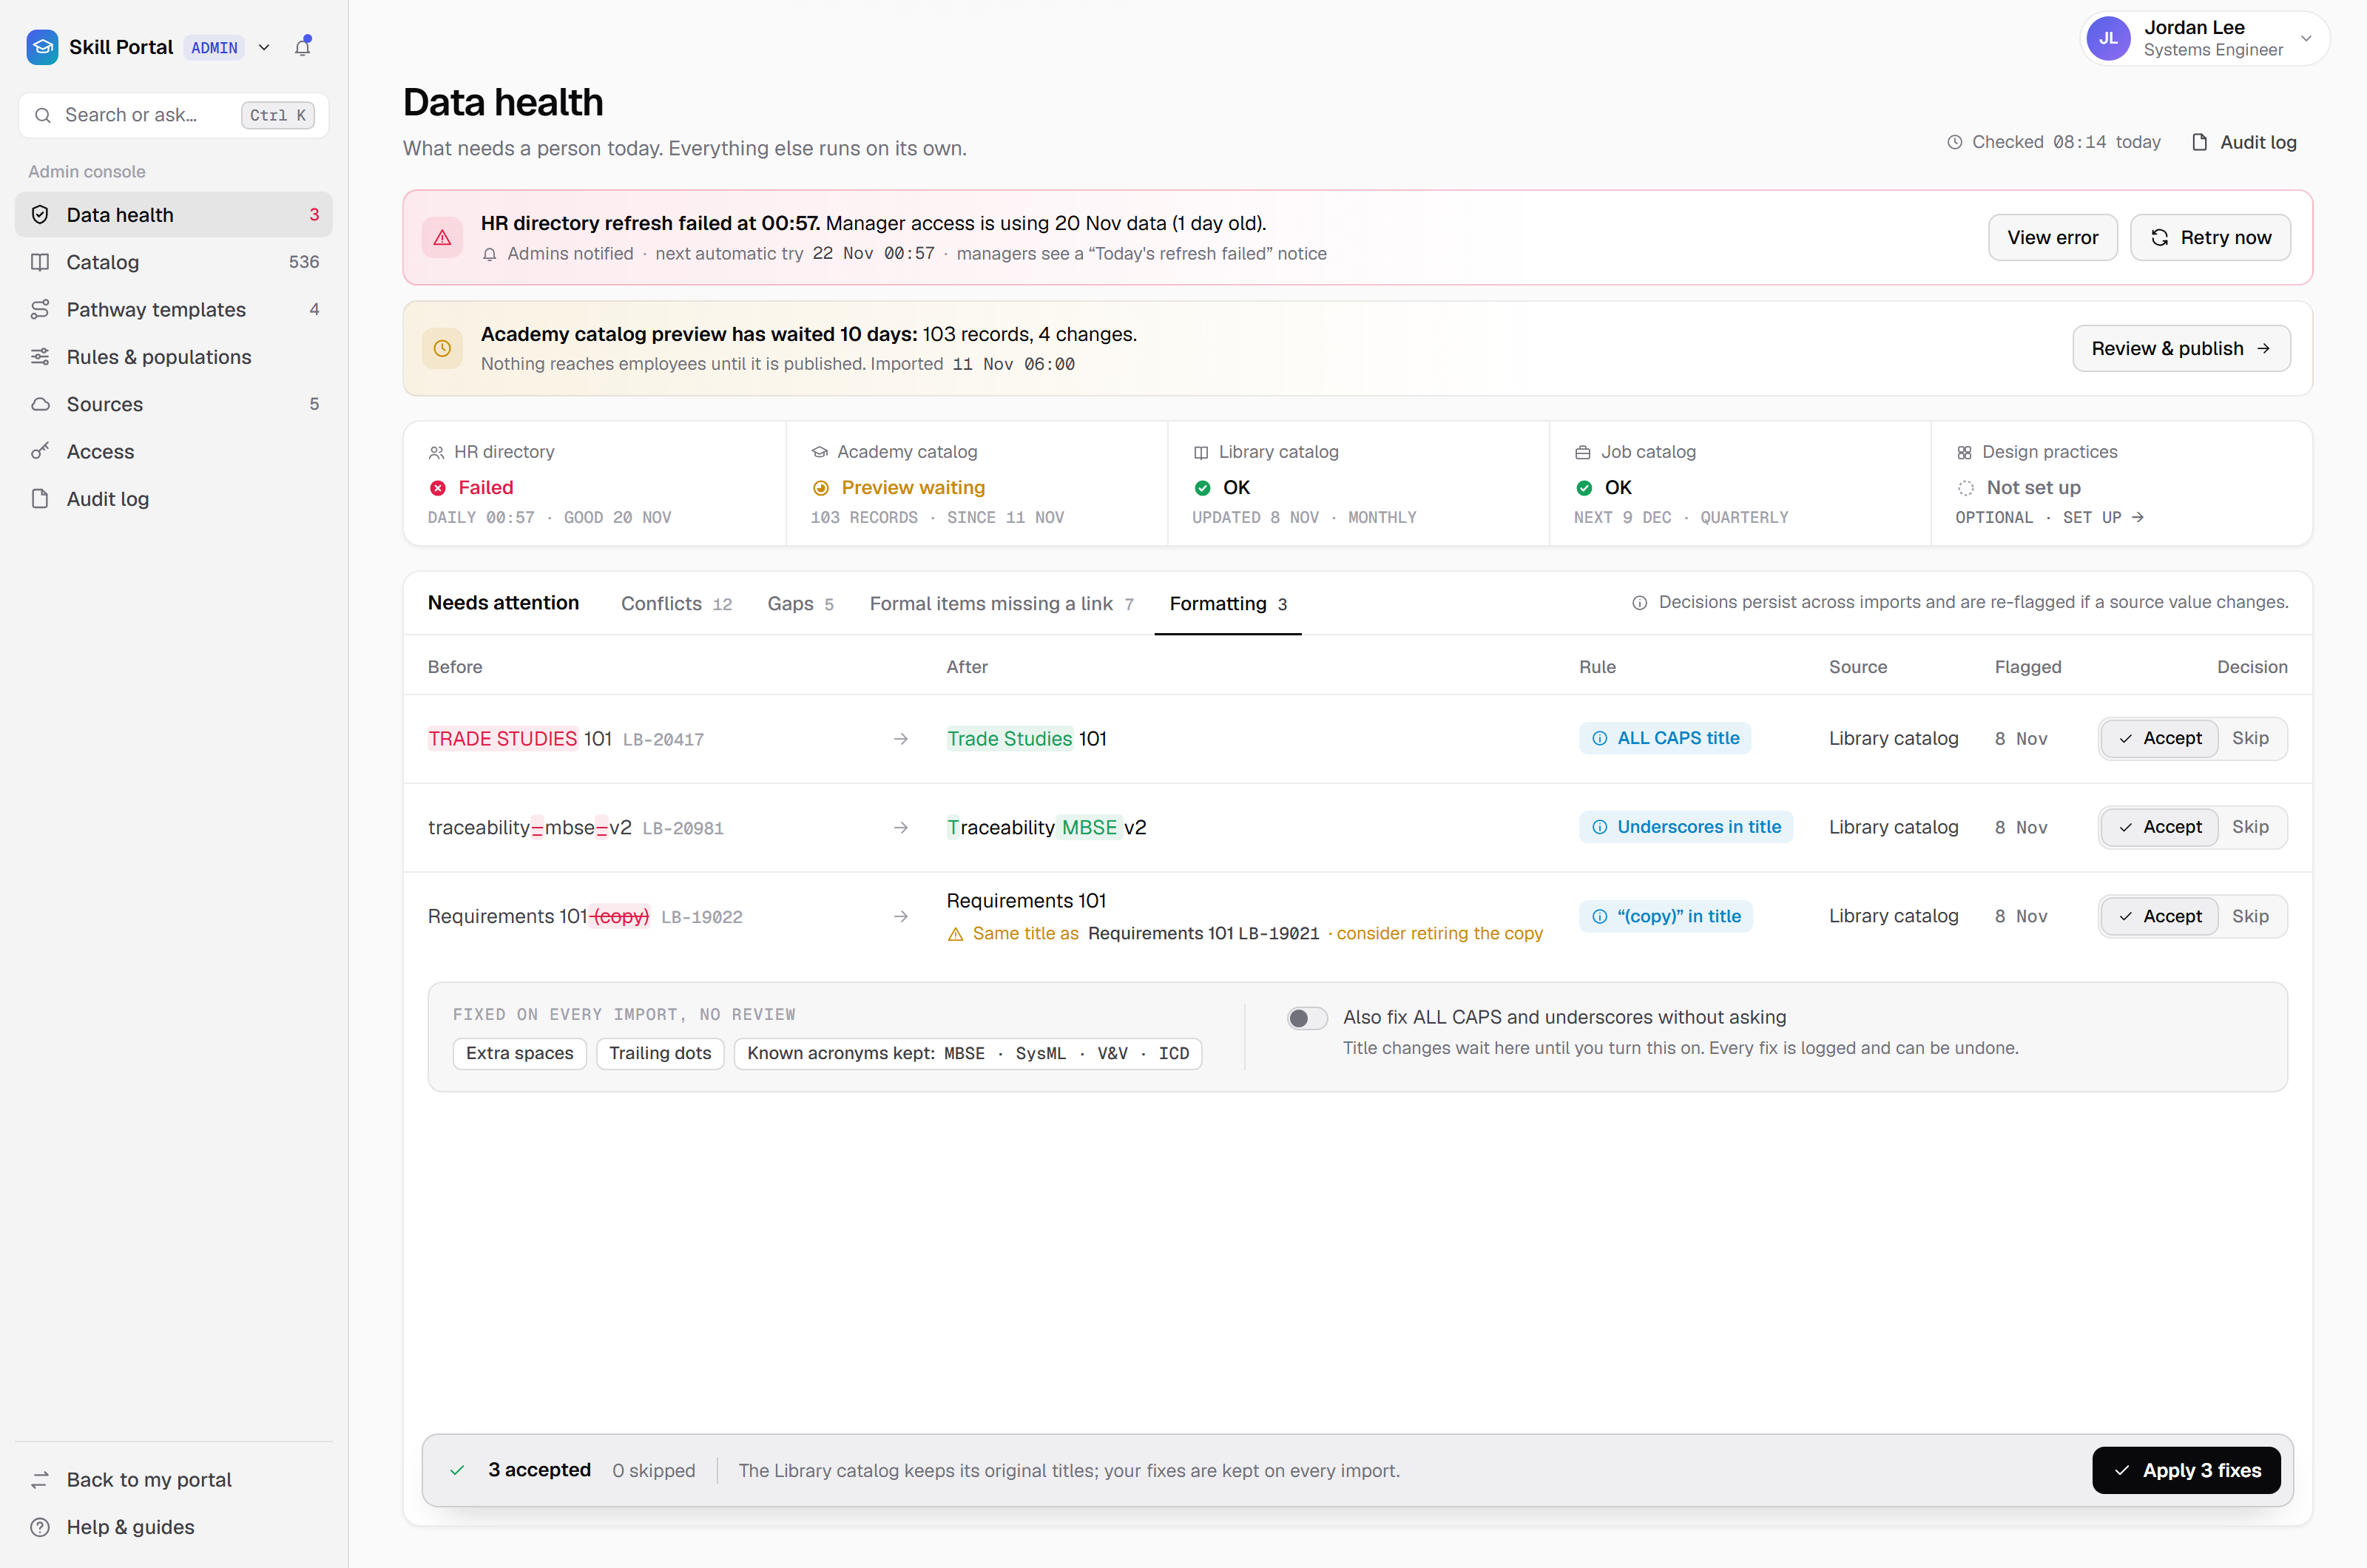 Skill Portal ADMIN
Search or ask... Ctrl K
Admin console
Data health 3
Catalog 536
Pathway templates 4
Rules & populations
Sources 5
Access
Audit log
Back to my portal
Help & guides
JL Jordan Lee
Systems Engineer
Data health
What needs a person today. Everything else runs on its own.
Checked 08:14 today Audit log
HR directory refresh failed at 00:57. Manager access is using 20 Nov data (1 day old).
Admins notified · next automatic try 22 Nov 00:57 · managers see a “Today's refresh failed” notice
View error Retry now
Academy catalog preview has waited 10 days: 103 records, 4 changes.
Nothing reaches employees until it is published. Imported 11 Nov 06:00
Review & publish →
HR directory
Failed
DAILY 00:57 · GOOD 20 NOV
Academy catalog
Preview waiting
103 RECORDS · SINCE 11 NOV
Library catalog
OK
UPDATED 8 NOV · MONTHLY
Job catalog
OK
NEXT 9 DEC · QUARTERLY
Design practices
Not set up
OPTIONAL · SET UP →
Needs attention Conflicts 12 Gaps 5 Formal items missing a link 7 Formatting 3
Decisions persist across imports and are re-flagged if a source value changes.
Before After Rule Source Flagged Decision
TRADE STUDIES 101 LB-20417 → Trade Studies 101 ALL CAPS title Library catalog 8 Nov Accept Skip
traceability_mbse_v2 LB-20981 → Traceability MBSE v2 Underscores in title Library catalog 8 Nov Accept Skip
Requirements 101 (copy) LB-19022 → Requirements 101 “(copy)” in title Library catalog 8 Nov Accept Skip
Same title as Requirements 101 LB-19021 · consider retiring the copy
FIXED ON EVERY IMPORT, NO REVIEW
Extra spaces Trailing dots Known acronyms kept: MBSE · SysML · V&V · ICD
Also fix ALL CAPS and underscores without asking
Title changes wait here until you turn this on. Every fix is logged and can be undone.
3 accepted 0 skipped The Library catalog keeps its original titles; your fixes are kept on every import.
Apply 3 fixes